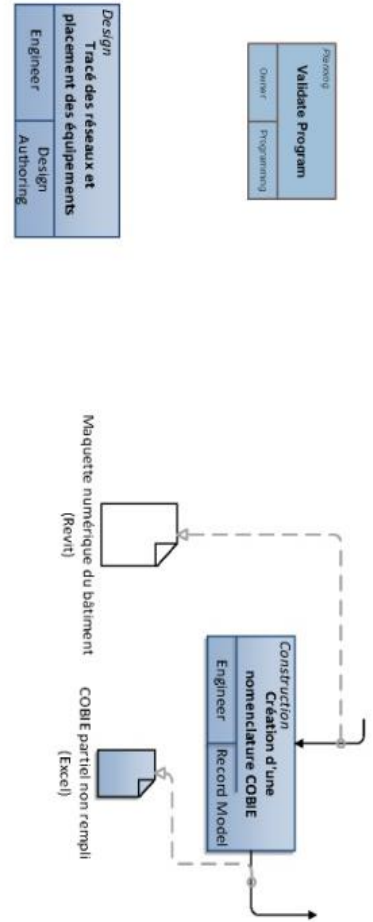 Planning
Validate Program
Owner
Programming
Design
Tracé des réseaux et
placement des équipements
Engineer
Design
Authoring
Construction
Création d'une
nomenclature COBIE
Engineer
Record Model
Maquette numérique du bâtiment
(Revit)
COBIE partiel non rempli
(Excel)